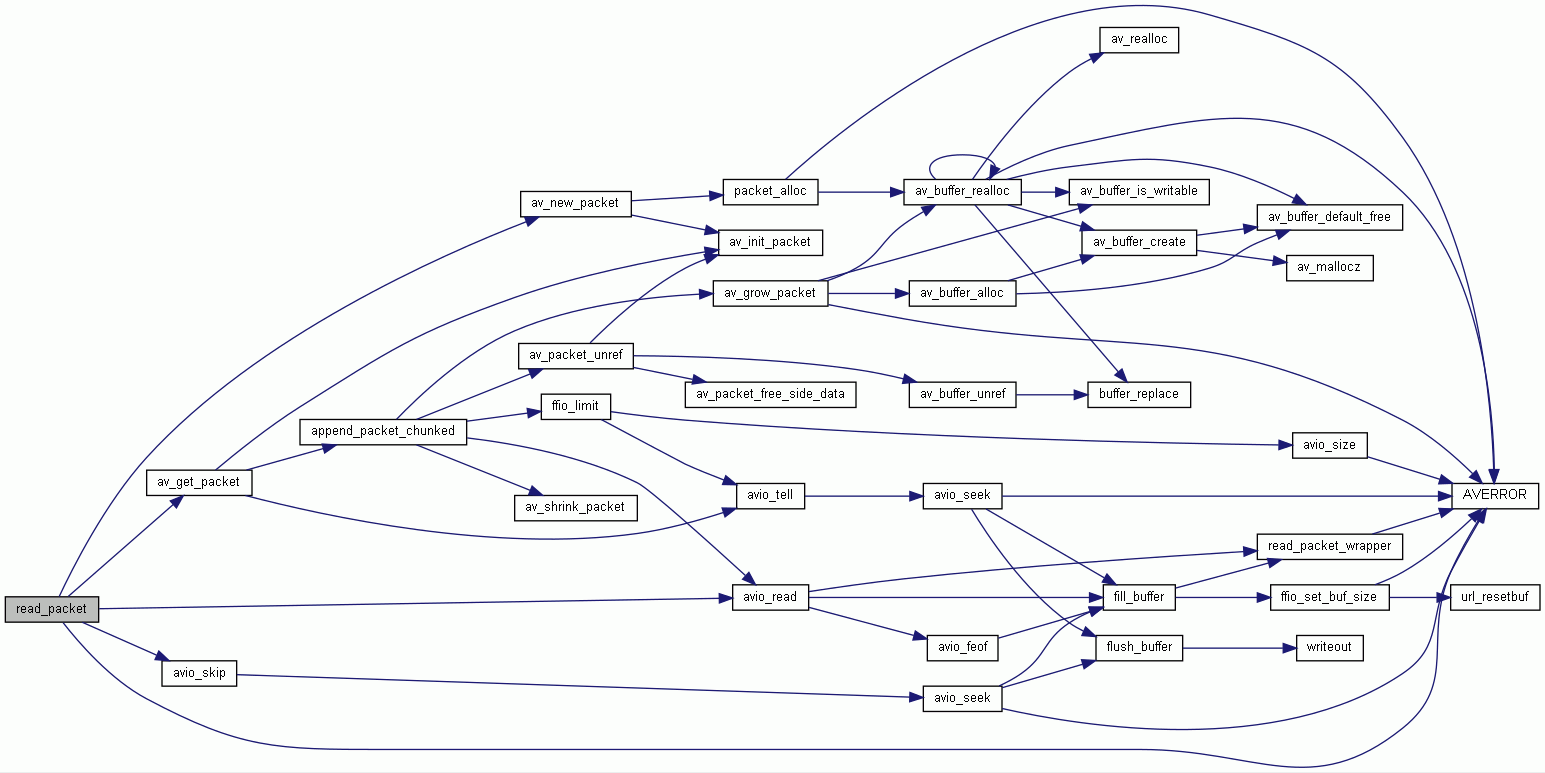 av_realloc
packet_alloc
av_buffer_realloc
av_buffer_is_writable
av_new_packet
av_buffer_default_free
av_init_packet
av_buffer_create
av_mallocz
av_grow_packet
av_buffer_alloc
av_packet_unref
av_packet_free_side_data
av_buffer_unref
buffer_replace
ffio_limit
append_packet_chunked
avio_size
av_get_packet
avio_tell
avio_seek
AVERROR
av_shrink_packet
read_packet_wrapper
read_packet
avio_read
fill_buffer
ffio_set_buf_size
url_resetbuf
avio_feof
flush_buffer
writeout
avio_skip
avio_seek